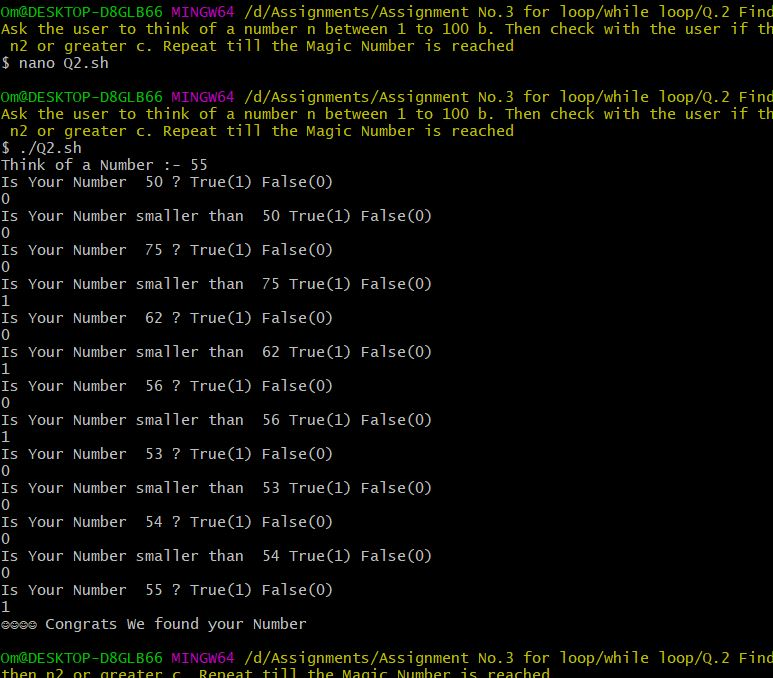 Om@DESKTOP-D8GLB66 MINGW64 /d/Assignments/Assignment No.3 for loop/while loop/Q.2 Find
Ask the user to think of a number n between 1 to 100 b. Then check with the user if th
n2 or greater c. Repeat till the Magic Number is reached
$ nano Q2.sh
Om@DESKTOP-D8GLB66 MINGW64 /d/Assignments/Assignment No.3 for loop/while loop/Q.2 Find
Ask the user to think of a number n between 1 to 100 b. Then check with the user if th
n2 or greater c. Repeat till the Magic Number is reached
$ ./Q2.sh
Think of a Number :- 55
Is Your Number  50 ? True(1) False(0)
0
Is Your Number smaller than  50 True(1) False(0)
0
Is Your Number  75 ? True(1) False(0)
0
Is Your Number smaller than  75 True(1) False(0)
1
Is Your Number  62 ? True(1) False(0)
0
Is Your Number smaller than  62 True(1) False(0)
1
Is Your Number  56 ? True(1) False(0)
0
Is Your Number smaller than  56 True(1) False(0)
1
Is Your Number  53 ? True(1) False(0)
0
Is Your Number smaller than  53 True(1) False(0)
0
Is Your Number  54 ? True(1) False(0)
0
Is Your Number smaller than  54 True(1) False(0)
0
Is Your Number  55 ? True(1) False(0)
1
☺☺☺☺ Congrats We found your Number
Om@DESKTOP-D8GLB66 MINGW64 /d/Assignments/Assignment No.3 for loop/while loop/Q.2 Find
then n2 or greater c. Repeat till the Magic Number is reached